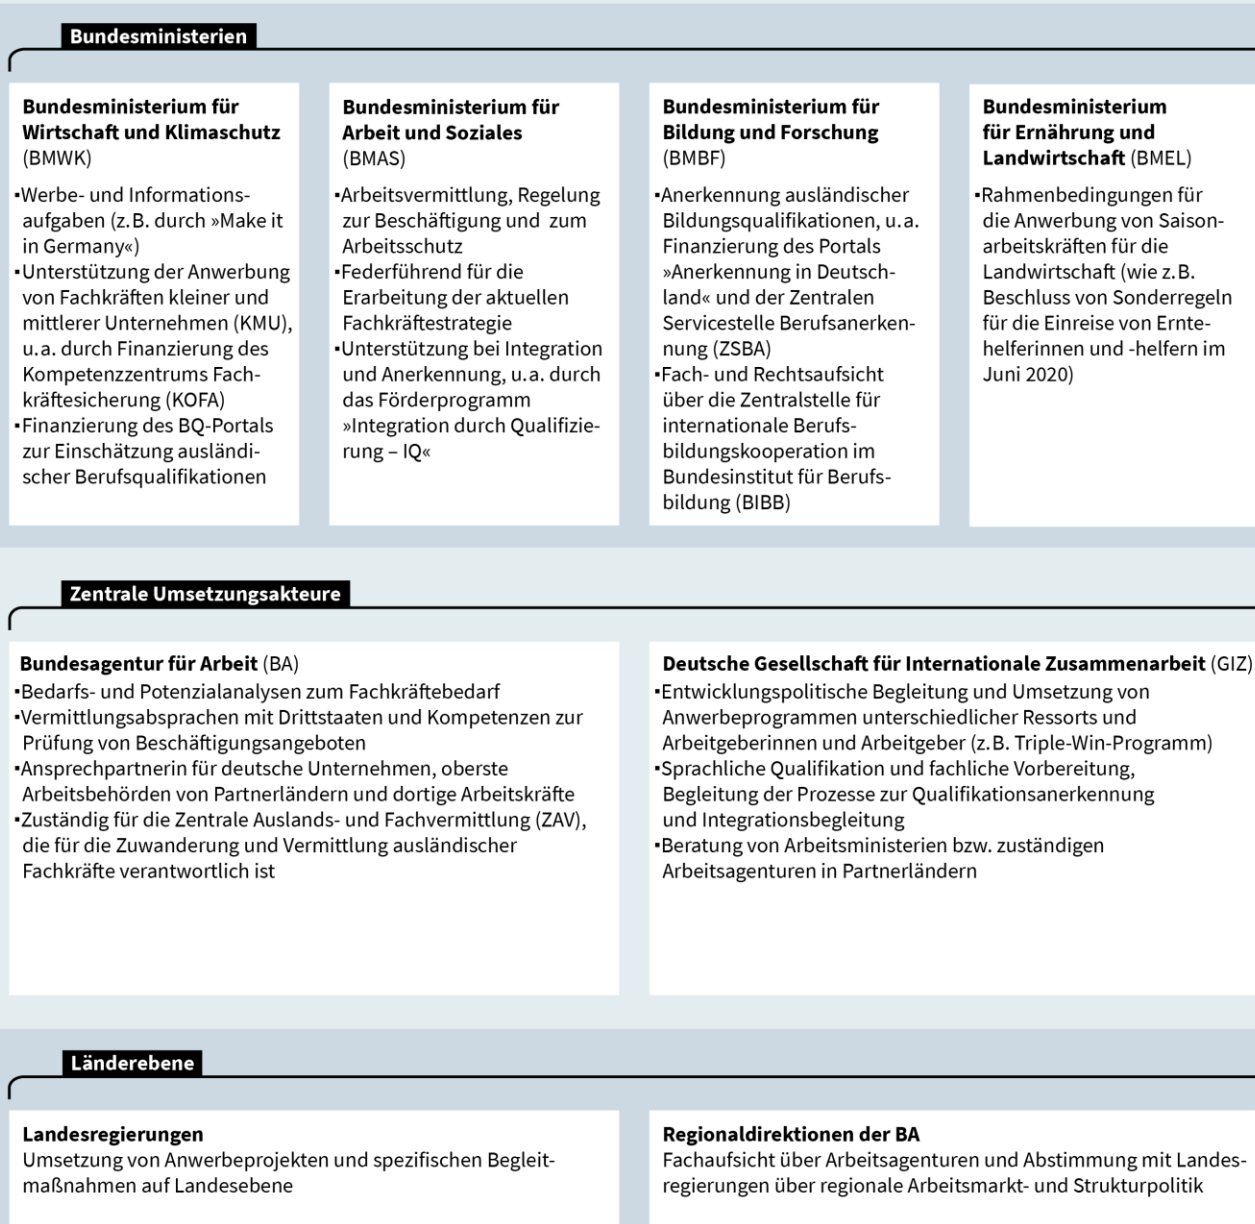 Bundesministerien
Bundesministerium für
Wirtschaft und Klimaschutz
(BMWK)
▪Werbe- und Informations-
aufgaben (z. B. durch »Make it
in Germany«)
▪Unterstützung der Anwerbung
von Fachkräften kleiner und
mittlerer Unternehmen (KMU),
u. a. durch Finanzierung des
Kompetenzzentrums Fach-
kräftesicherung (KOFA)
▪Finanzierung des BQ-Portals
zur Einschätzung ausländi-
scher Berufsqualifikationen
Bundesministerium für
Arbeit und Soziales
(BMAS)
▪Arbeitsvermittlung, Regelung
zur Beschäftigung und zum
Arbeitsschutz
▪Federführend für die
Erarbeitung der aktuellen
Fachkräftestrategie
▪Unterstützung bei Integration
und Anerkennung, u. a. durch
das Förderprogramm
»Integration durch Qualifizie-
rung – IQ«
Bundesministerium für
Bildung und Forschung
(BMBF)
▪Anerkennung ausländischer
Bildungsqualifikationen, u. a.
Finanzierung des Portals
»Anerkennung in Deutsch-
land« und der Zentralen
Servicestelle Berufsanerken-
nung (ZSBA)
▪Fach- und Rechtsaufsicht
über die Zentralstelle für
internationale Berufs-
bildungskooperation im
Bundesinstitut für Berufs-
bildung (BIBB)
Bundesministerium
für Ernährung und
Landwirtschaft (BMEL)
▪Rahmenbedingungen für
die Anwerbung von Saison-
arbeitskräften für die
Landwirtschaft (wie z. B.
Beschluss von Sonderregeln
für die Einreise von Ernte-
helferinnen und -helfern im
Juni 2020)
Zentrale Umsetzungsakteure
Bundesagentur für Arbeit (BA)
▪Bedarfs- und Potenzialanalysen zum Fachkräftebedarf
▪Vermittlungsabsprachen mit Drittstaaten und Kompetenzen zur
Prüfung von Beschäftigungsangeboten
▪Ansprechpartnerin für deutsche Unternehmen, oberste
Arbeitsbehörden von Partnerländern und dortige Arbeitskräfte
▪Zuständig für die Zentrale Auslands- und Fachvermittlung (ZAV),
die für die Zuwanderung und Vermittlung ausländischer
Fachkräfte verantwortlich ist
Deutsche Gesellschaft für Internationale Zusammenarbeit (GIZ)
▪Entwicklungspolitische Begleitung und Umsetzung von
Anwerbeprogrammen unterschiedlicher Ressorts und
Arbeitgeberinnen und Arbeitgeber (z. B. Triple-Win-Programm)
▪Sprachliche Qualifikation und fachliche Vorbereitung,
Begleitung der Prozesse zur Qualifikationsanerkennung
und Integrationsbegleitung
▪Beratung von Arbeitsministerien bzw. zuständigen
Arbeitsagenturen in Partnerländern
Länderebene
Landesregierungen
Umsetzung von Anwerbeprojekten und spezifischen Begleit-
maßnahmen auf Landesebene
Regionaldirektionen der BA
Fachaufsicht über Arbeitsagenturen und Abstimmung mit Landes-
regierungen über regionale Arbeitsmarkt- und Strukturpolitik